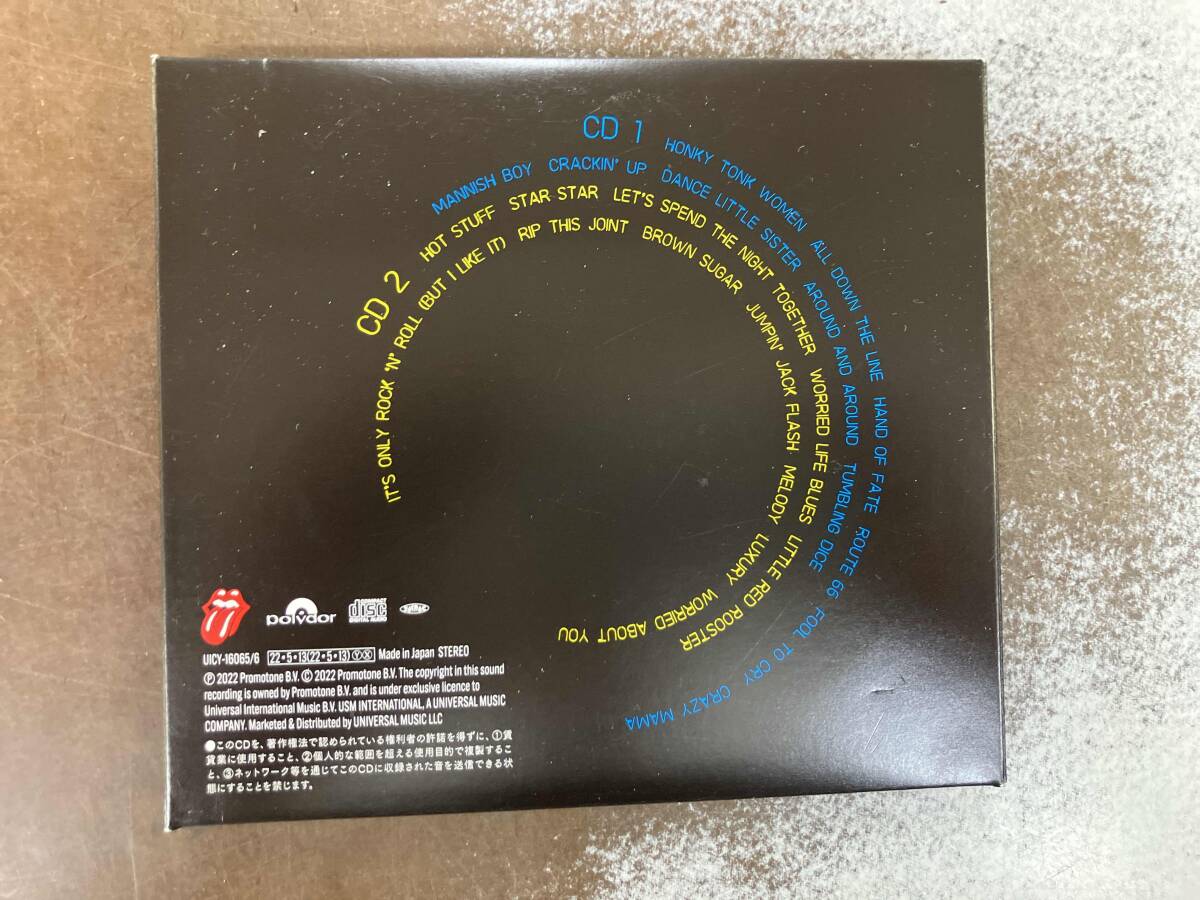 CD 1 HONKY TONK WOMEN ALL DOWN THE LINE HAND OF FATE ROUTE 66 FOOL TO CRY CRAZY MAMA
MANNISH BOY CRACKIN' UP DANCE LITTLE SISTER AROUND AND AROUND TUMBLING DICE
CD 2 HOT STUFF STAR STAR LET'S SPEND THE NIGHT TOGETHER WORRIED LIFE BLUES LITTLE RED ROOSTER
IT'S ONLY ROCK 'N' ROLL (BUT I LIKE IT) RIP THIS JOINT BROWN SUGAR JUMPIN' JACK FLASH MELODY LUXURY WORRIED ABOUT YOU
polydor COMPACT disc DIGITAL AUDIO
UICY-16065/6 22・5・13(22・5・13)ⓎⓍ Made in Japan STEREO
Ⓟ 2022 Promotone B.V. © 2022 Promotone B.V. The copyright in this sound
recording is owned by Promotone B.V. and is under exclusive licence to
Universal International Music B.V. USM INTERNATIONAL, A UNIVERSAL MUSIC
COMPANY. Marketed & Distributed by UNIVERSAL MUSIC LLC
●このCDを、著作権法で認められている権利者の許諾を得ずに、①賃
貸業に使用すること、②個人的な範囲を超える使用目的で複製するこ
と、③ネットワーク等を通じてこのCDに収録された音を送信できる状
態にすることを禁じます。